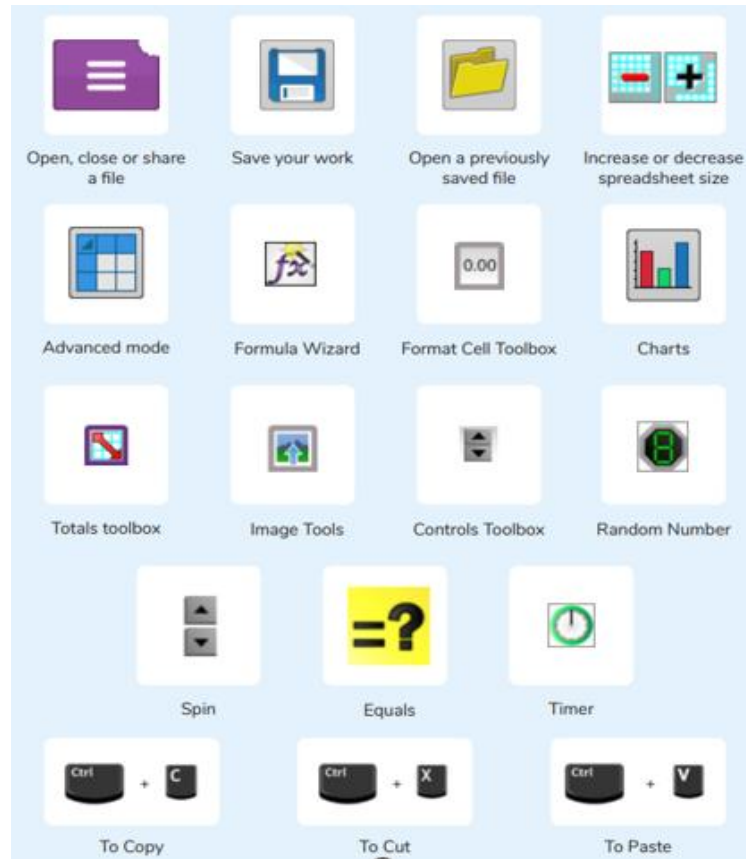 Open, close or share
a file
Save your work
Open a previously
saved file
Increase or decrease
spreadsheet size
0.00
Advanced mode
Formula Wizard
Format Cell Toolbox
Charts
Totals toolbox
Image Tools
Controls Toolbox
Random Number
=?
Spin
Equals
Timer
Ctrl + C
Ctrl + X
Ctrl + V
To Copy
To Cut
To Paste